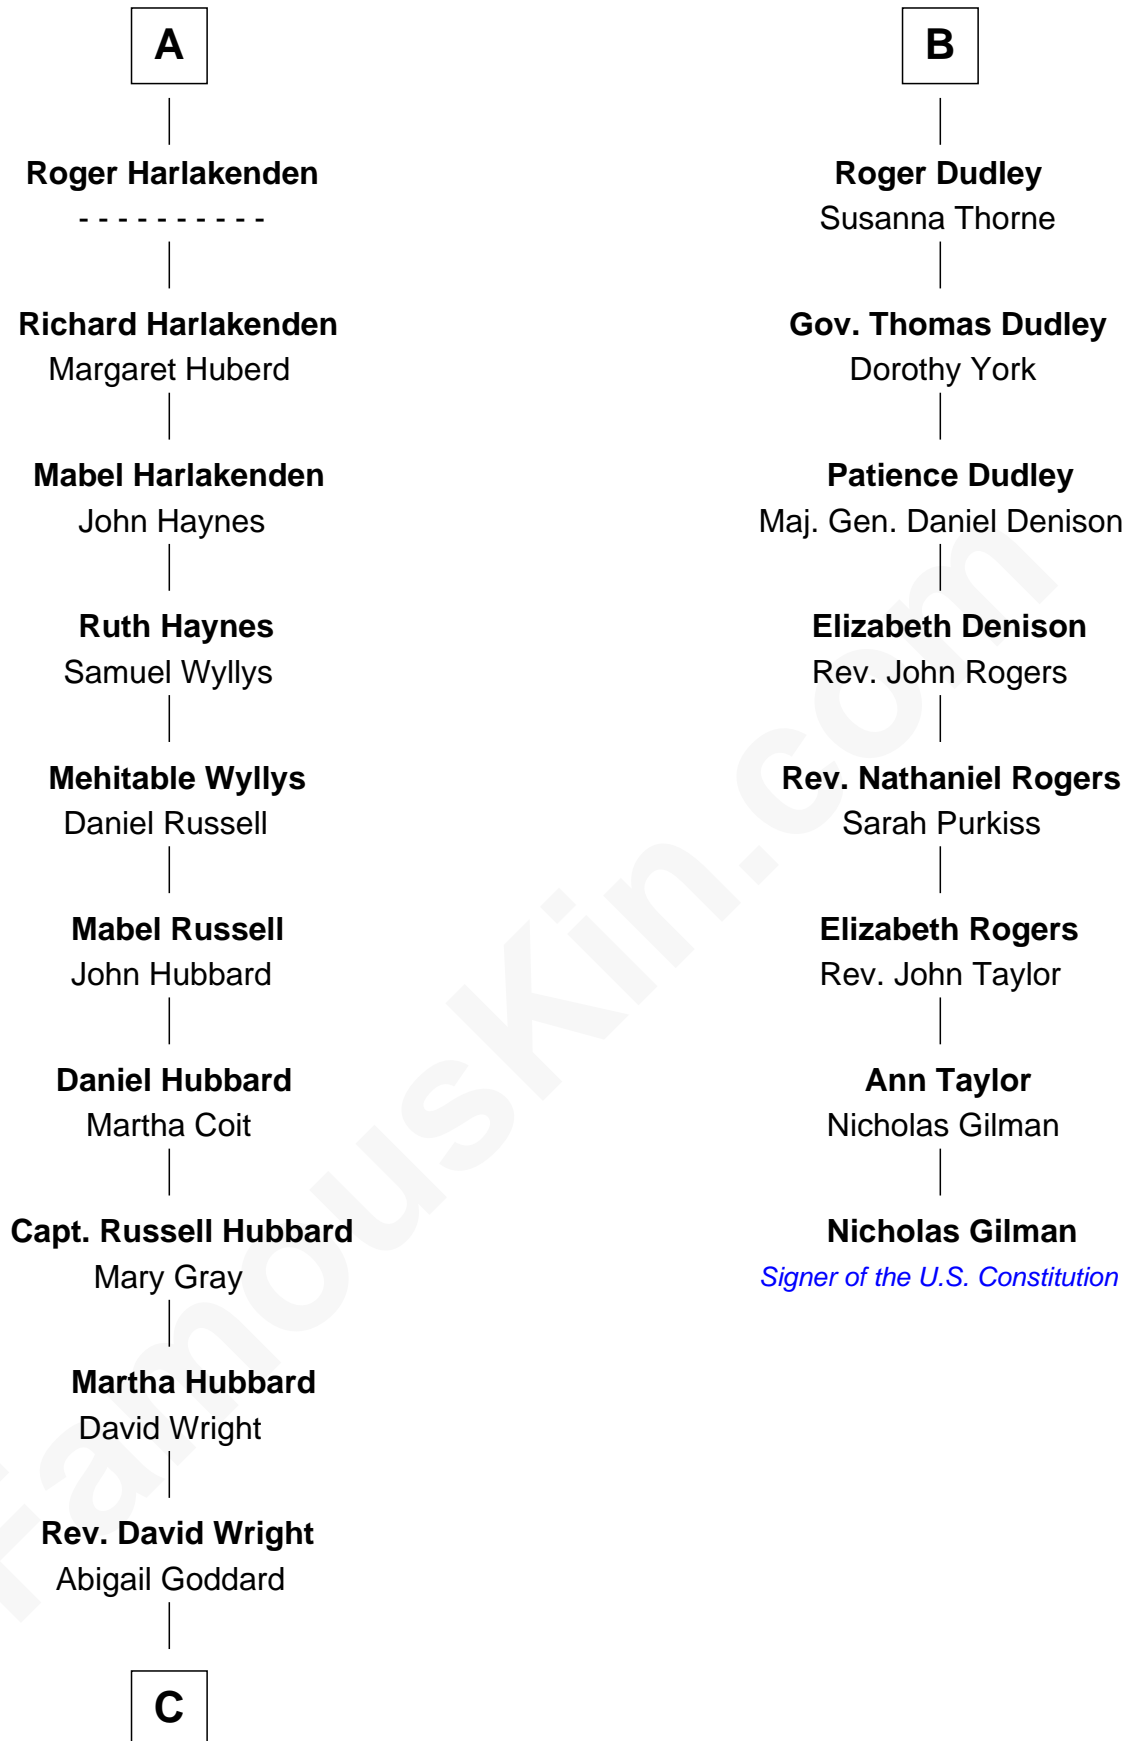 A
Roger Harlakenden
- - - - - - - - - -
Richard Harlakenden
Margaret Huberd
Mabel Harlakenden
John Haynes
Ruth Haynes
Samuel Wyllys
Mehitable Wyllys
Daniel Russell
Mabel Russell
John Hubbard
Daniel Hubbard
Martha Coit
Capt. Russell Hubbard
Mary Gray
Martha Hubbard
David Wright
Rev. David Wright
Abigail Goddard
C
B
Roger Dudley
Susanna Thorne
Gov. Thomas Dudley
Dorothy York
Patience Dudley
Maj. Gen. Daniel Denison
Elizabeth Denison
Rev. John Rogers
Rev. Nathaniel Rogers
Sarah Purkiss
Elizabeth Rogers
Rev. John Taylor
Ann Taylor
Nicholas Gilman
Nicholas Gilman
Signer of the U.S. Constitution
FamousKin.com